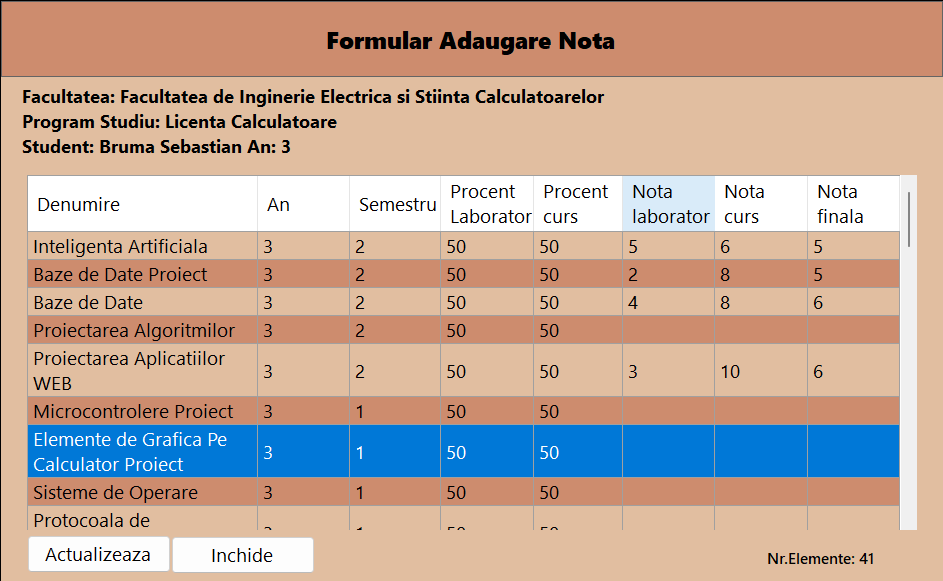 Formular Adaugare Nota
Facultatea: Facultatea de Inginerie Electrica si Stiinta Calculatoarelor
Program Studiu: Licenta Calculatoare
Student: Bruma Sebastian An: 3
Denumire An Semestru Procent Laborator Procent curs Nota laborator Nota curs Nota finala
Inteligenta Artificiala 3 2 50 50 5 6 5
Baze de Date Proiect 3 2 50 50 2 8 5
Baze de Date 3 2 50 50 4 8 6
Proiectarea Algoritmilor 3 2 50 50
Proiectarea Aplicatiilor WEB 3 2 50 50 3 10 6
Microcontrolere Proiect 3 1 50 50
Elemente de Grafica Pe Calculator Proiect 3 1 50 50
Sisteme de Operare 3 1 50 50
Protocoala de
Actualizeaza Inchide Nr.Elemente: 41